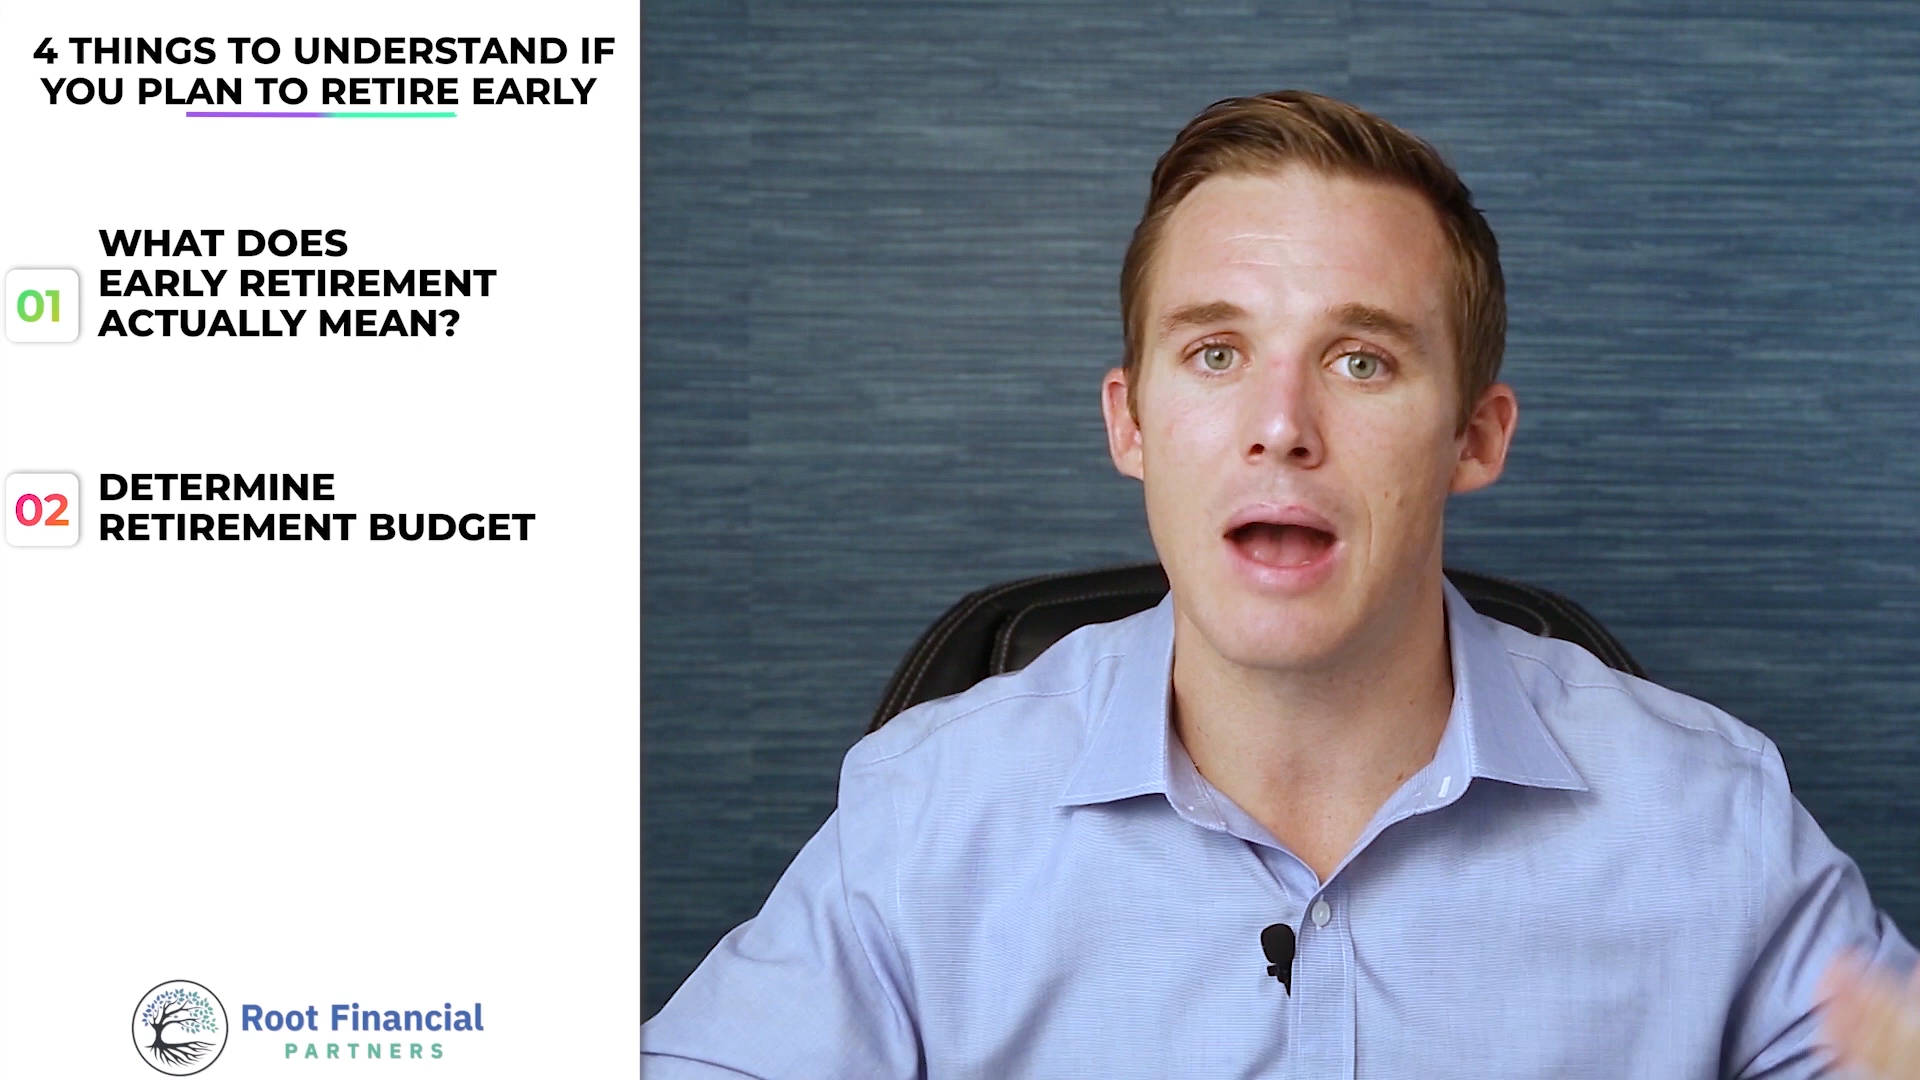 4 THINGS TO UNDERSTAND IF
YOU PLAN TO RETIRE EARLY
01
WHAT DOES
EARLY RETIREMENT
ACTUALLY MEAN?
02
DETERMINE
RETIREMENT BUDGET
Root Financial
PARTNERS